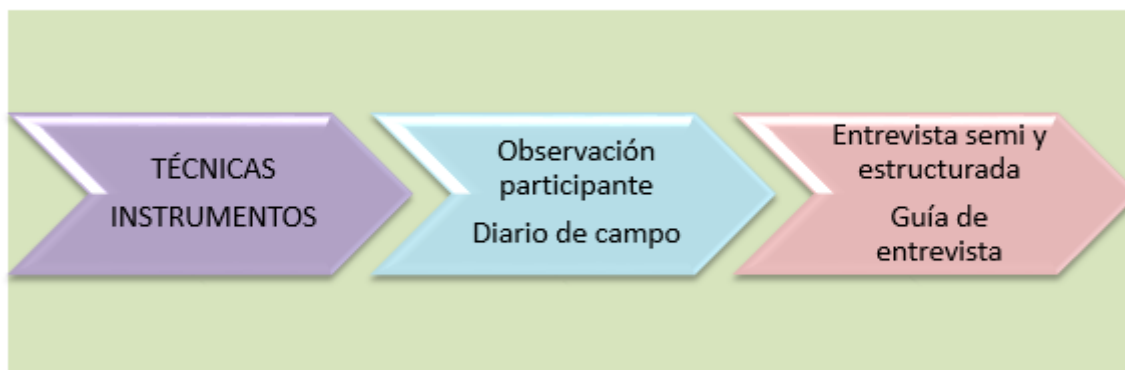 TÉCNICAS
INSTRUMENTOS
Observación
participante
Diario de campo
Entrevista semi y
estructurada
Guía de
entrevista